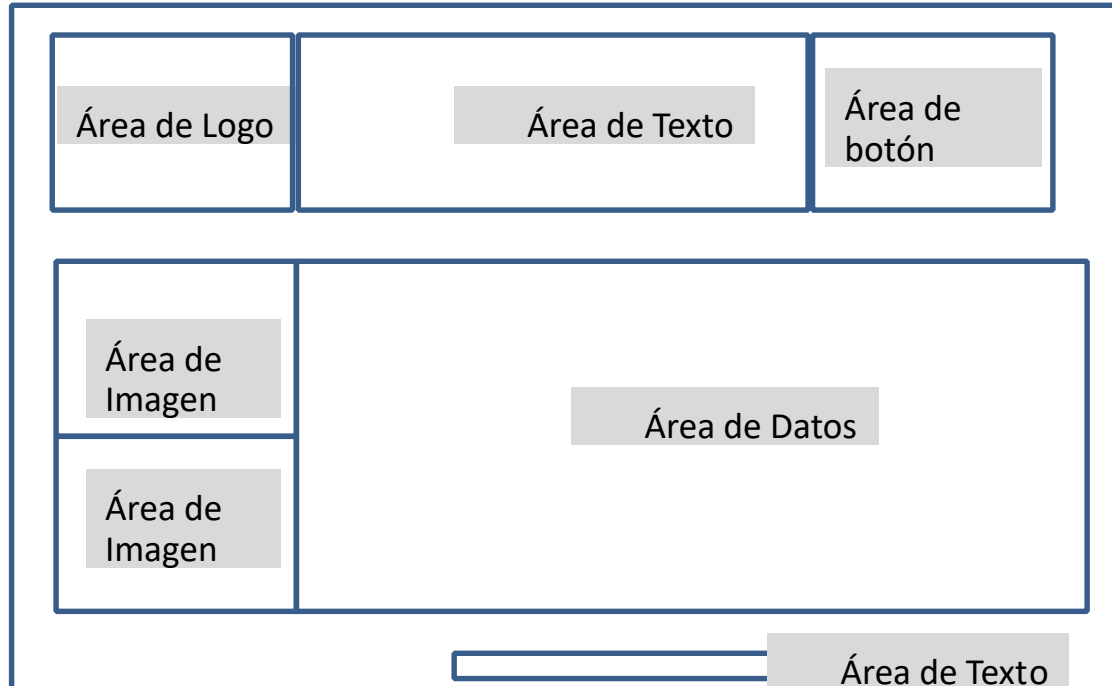 Área de Logo
Área de Texto
Área de
botón
Área de
Imagen
Área de Datos
Área de
Imagen
Área de Texto